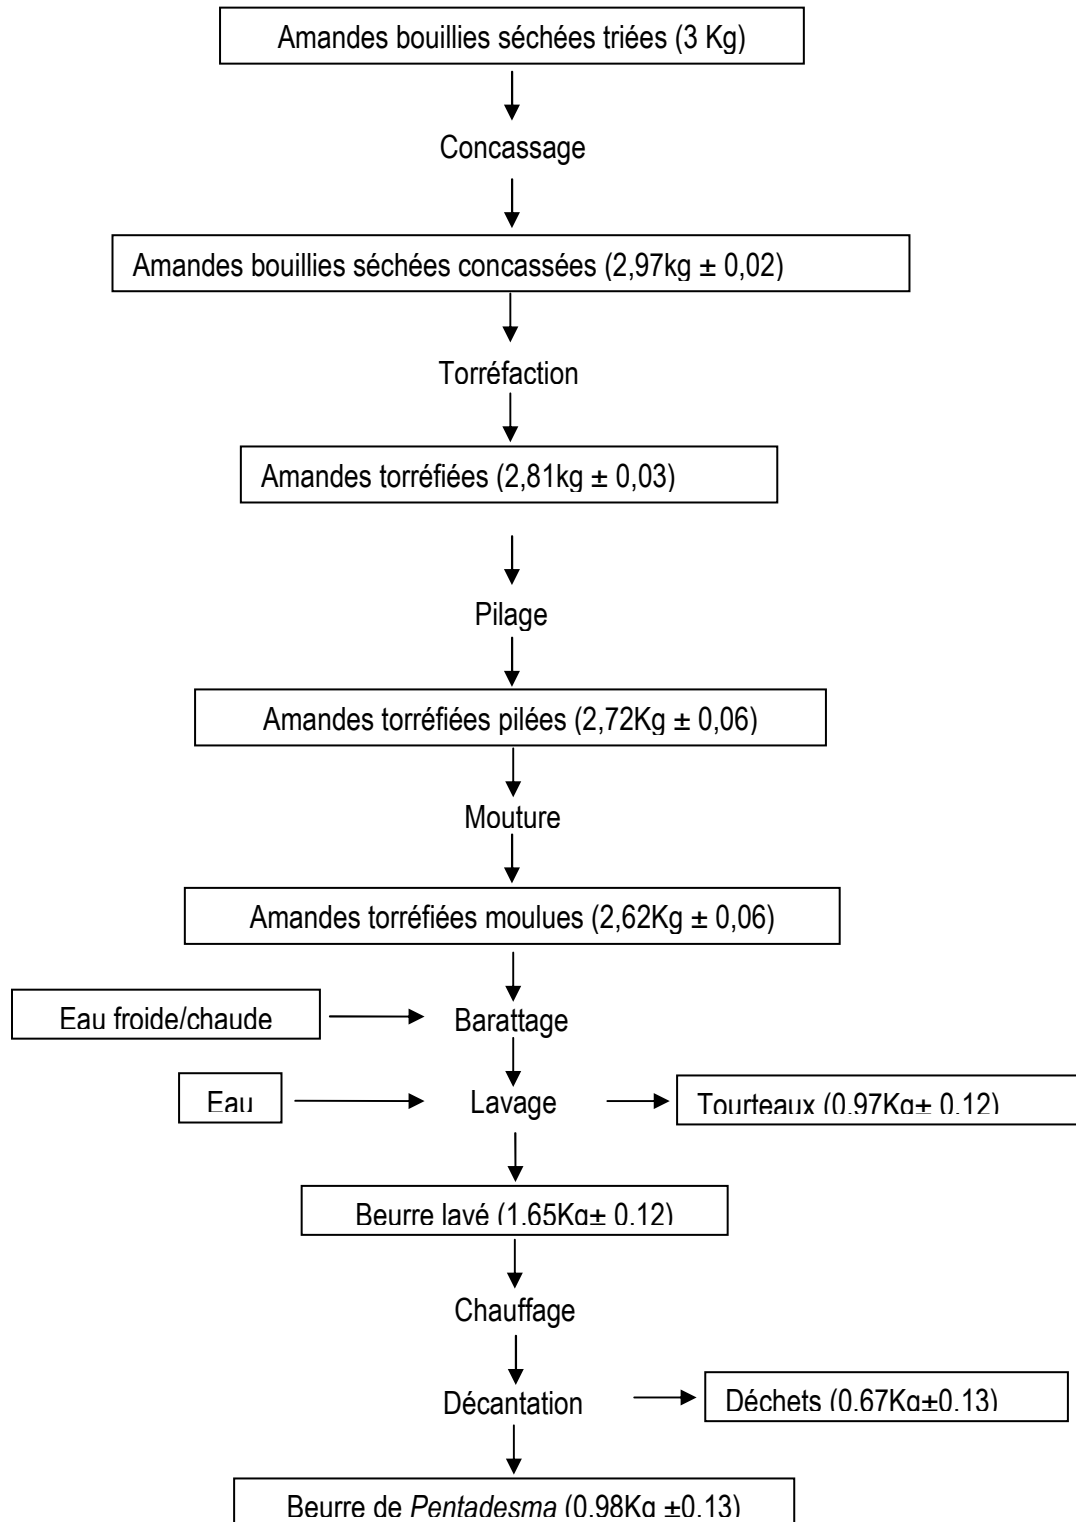 Amandes bouillies séchées triées (3 Kg)
Concassage
Amandes bouillies séchées concassées (2,97kg ± 0,02)
Torréfaction
Amandes torréfiées (2,81kg ± 0,03)
Pilage
Amandes torréfiées pilées (2,72Kg ± 0,06)
Mouture
Amandes torréfiées moulues (2,62Kg ± 0,06)
Eau froide/chaude
Barattage
Eau
Lavage
Tourteaux (0.97Kg± 0.12)
Beurre lavé (1.65Kg± 0.12)
Chauffage
Décantation
Déchets (0.67Kg±0.13)
Beurre de Pentadesma (0.98Kg ±0.13)